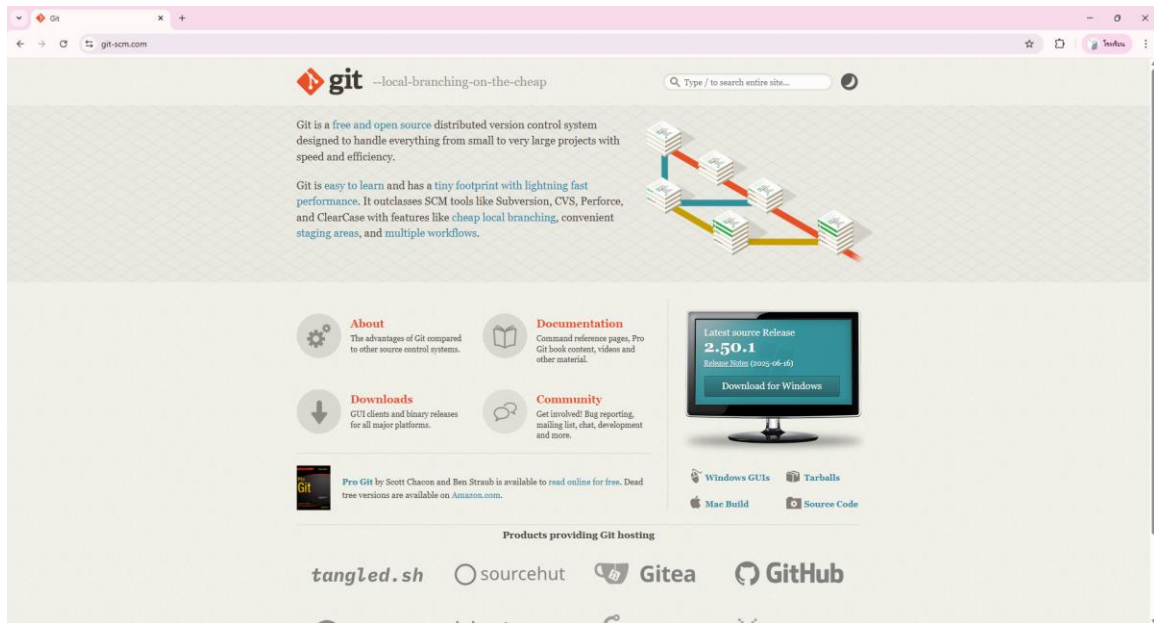 Git
git-scm.com
git --local-branching-on-the-cheap
Type / to search entire site...
Git is a free and open source distributed version control system
designed to handle everything from small to very large projects with
speed and efficiency.
Git is easy to learn and has a tiny footprint with lightning fast
performance. It outclasses SCM tools like Subversion, CVS, Perforce,
and ClearCase with features like cheap local branching, convenient
staging areas, and multiple workflows.
About
The advantages of Git compared
to other source control systems.
Documentation
Command reference pages, Pro
Git book content, videos and
other material.
Downloads
GUI clients and binary releases
for all major platforms.
Community
Get involved! Bug reporting,
mailing list, chat, development
and more.
Latest source Release
2.50.1
Release Notes (2025-06-16)
Download for Windows
Windows GUIs
Tarballs
Mac Build
Source Code
Pro
Git
Pro Git by Scott Chacon and Ben Straub is available to read online for free. Dead
tree versions are available on Amazon.com.
Products providing Git hosting
tangled.sh
sourcehut
Gitea
GitHub